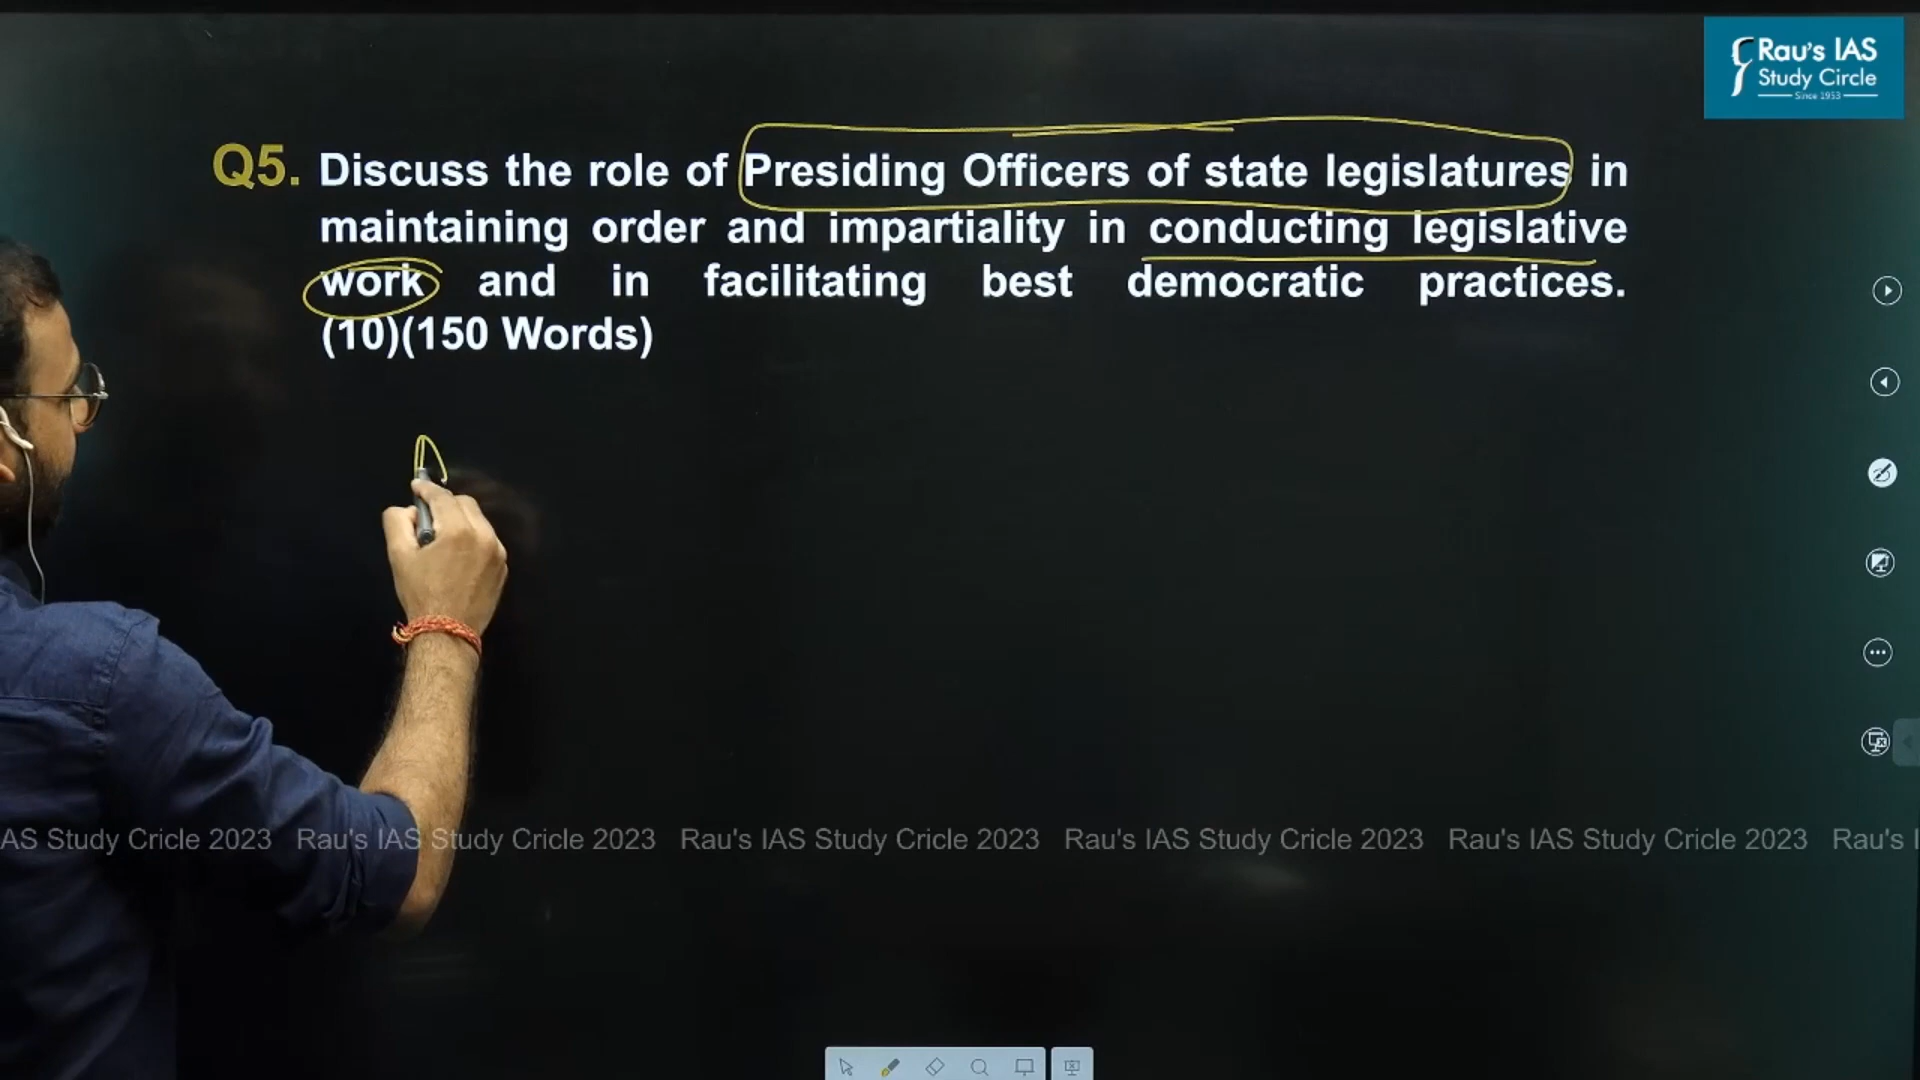 Rau's IAS
Study Circle
Since 1953
Q5. Discuss the role of Presiding Officers of state legislatures in
maintaining order and impartiality in conducting legislative
work and in facilitating best democratic practices.
(10)(150 Words)
AS Study Cricle 2023 Rau's IAS Study Cricle 2023 Rau's IAS Study Cricle 2023 Rau's IAS Study Cricle 2023 Rau's IAS Study Cricle 2023 Rau's I